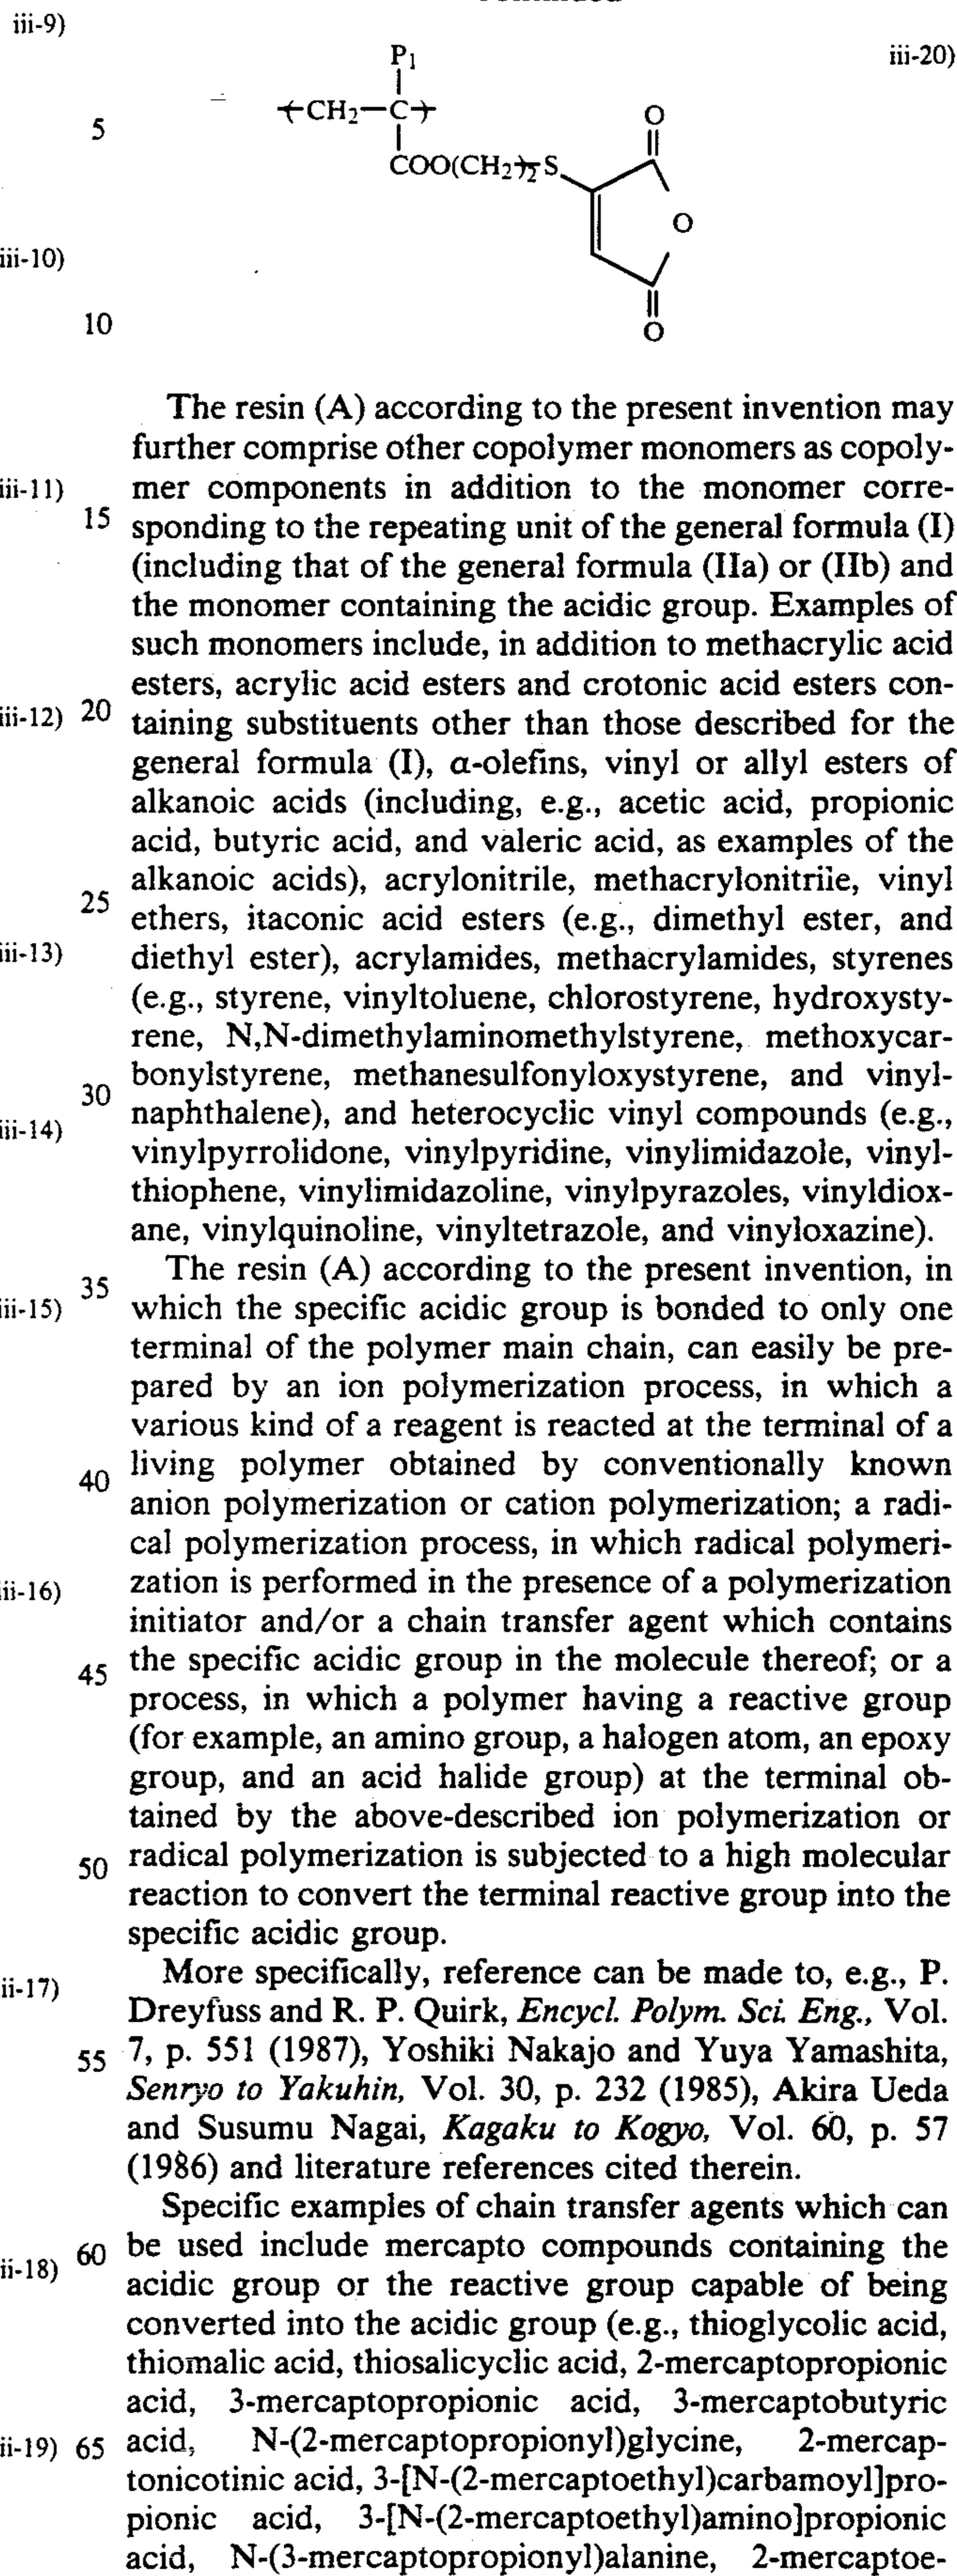 iii-9)
iii-20)
P1
5
+CH2—C+
O
COO(CH2)2S
O
iii-10)
10
O
The resin (A) according to the present invention may
further comprise other copolymer monomers as copoly-
iii-11)
mer components in addition to the monomer corre-
15
sponding to the repeating unit of the general formula (I)
(including that of the general formula (IIa) or (IIb) and
the monomer containing the acidic group. Examples of
such monomers include, in addition to methacrylic acid
esters, acrylic acid esters and crotonic acid esters con-
iii-12)
20
taining substituents other than those described for the
general formula (I), α-olefins, vinyl or allyl esters of
alkanoic acids (including, e.g., acetic acid, propionic
acid, butyric acid, and valeric acid, as examples of the
alkanoic acids), acrylonitrile, methacrylonitrile, vinyl
25
ethers, itaconic acid esters (e.g., dimethyl ester, and
iii-13)
diethyl ester), acrylamides, methacrylamides, styrenes
(e.g., styrene, vinyltoluene, chlorostyrene, hydroxysty-
rene, N,N-dimethylaminomethylstyrene, methoxycar-
bonylstyrene, methanesulfonyloxystyrene, and vinyl-
30
naphthalene), and heterocyclic vinyl compounds (e.g.,
iii-14)
vinylpyrrolidone, vinylpyridine, vinylimidazole, vinyl-
thiophene, vinylimidazoline, vinylpyrazoles, vinyldiox-
ane, vinylquinoline, vinyltetrazole, and vinyloxazine).
The resin (A) according to the present invention, in
35
iii-15)
which the specific acidic group is bonded to only one
terminal of the polymer main chain, can easily be pre-
pared by an ion polymerization process, in which a
various kind of a reagent is reacted at the terminal of a
40
living polymer obtained by conventionally known
anion polymerization or cation polymerization; a radi-
cal polymerization process, in which radical polymeri-
ii-16)
zation is performed in the presence of a polymerization
initiator and/or a chain transfer agent which contains
45
the specific acidic group in the molecule thereof; or a
process, in which a polymer having a reactive group
(for example, an amino group, a halogen atom, an epoxy
group, and an acid halide group) at the terminal ob-
tained by the above-described ion polymerization or
50
radical polymerization is subjected to a high molecular
reaction to convert the terminal reactive group into the
specific acidic group.
ii-17)
More specifically, reference can be made to, e.g., P.
Dreyfuss and R. P. Quirk, Encycl. Polym. Sci. Eng., Vol.
55
7, p. 551 (1987), Yoshiki Nakajo and Yuya Yamashita,
Senryo to Yakuhin, Vol. 30, p. 232 (1985), Akira Ueda
and Susumu Nagai, Kagaku to Kogyo, Vol. 60, p. 57
(1986) and literature references cited therein.
Specific examples of chain transfer agents which can
ii-18)
60
be used include mercapto compounds containing the
acidic group or the reactive group capable of being
converted into the acidic group (e.g., thioglycolic acid,
thiomalic acid, thiosalicyclic acid, 2-mercaptopropionic
acid, 3-mercaptopropionic acid, 3-mercaptobutyric
ii-19)
65
acid, N-(2-mercaptopropionyl)glycine, 2-mercap-
tonicotinic acid, 3-[N-(2-mercaptoethyl)carbamoyl]pro-
pionic acid, 3-[N-(2-mercaptoethyl)amino]propionic
acid, N-(3-mercaptopropionyl)alanine, 2-mercaptoe-